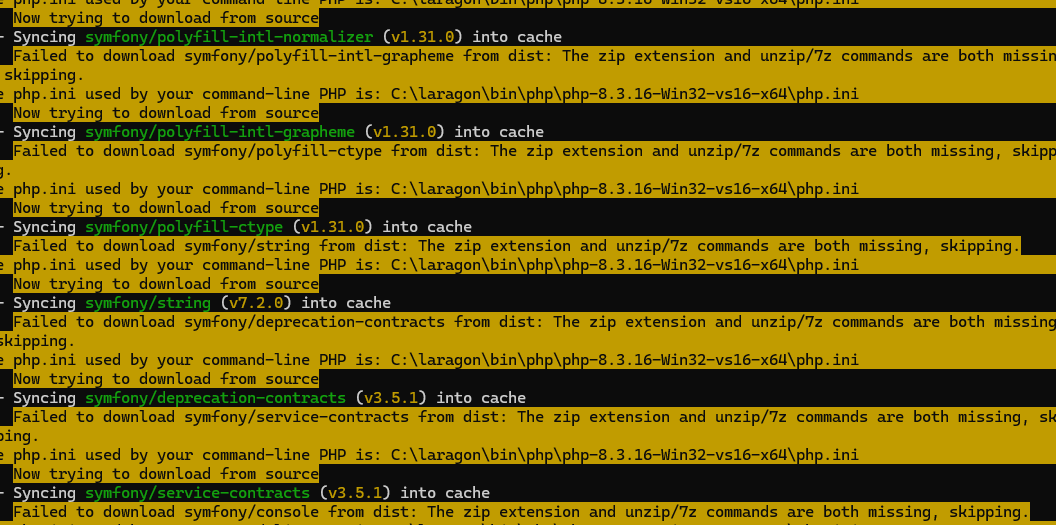 e php.ini used by your command-line PHP is: C:\laragon\bin\php\php-8.3.16-Win32-vs16-x64\php.ini
Now trying to download from source
- Syncing symfony/polyfill-intl-normalizer (v1.31.0) into cache
Failed to download symfony/polyfill-intl-grapheme from dist: The zip extension and unzip/7z commands are both missin
skipping.
e php.ini used by your command-line PHP is: C:\laragon\bin\php\php-8.3.16-Win32-vs16-x64\php.ini
Now trying to download from source
- Syncing symfony/polyfill-intl-grapheme (v1.31.0) into cache
Failed to download symfony/polyfill-ctype from dist: The zip extension and unzip/7z commands are both missing, skipp
g.
e php.ini used by your command-line PHP is: C:\laragon\bin\php\php-8.3.16-Win32-vs16-x64\php.ini
Now trying to download from source
- Syncing symfony/polyfill-ctype (v1.31.0) into cache
Failed to download symfony/string from dist: The zip extension and unzip/7z commands are both missing, skipping.
e php.ini used by your command-line PHP is: C:\laragon\bin\php\php-8.3.16-Win32-vs16-x64\php.ini
Now trying to download from source
- Syncing symfony/string (v7.2.0) into cache
Failed to download symfony/deprecation-contracts from dist: The zip extension and unzip/7z commands are both missing
skipping.
e php.ini used by your command-line PHP is: C:\laragon\bin\php\php-8.3.16-Win32-vs16-x64\php.ini
Now trying to download from source
- Syncing symfony/deprecation-contracts (v3.5.1) into cache
Failed to download symfony/service-contracts from dist: The zip extension and unzip/7z commands are both missing, sk
ping.
e php.ini used by your command-line PHP is: C:\laragon\bin\php\php-8.3.16-Win32-vs16-x64\php.ini
Now trying to download from source
- Syncing symfony/service-contracts (v3.5.1) into cache
Failed to download symfony/console from dist: The zip extension and unzip/7z commands are both missing, skipping.